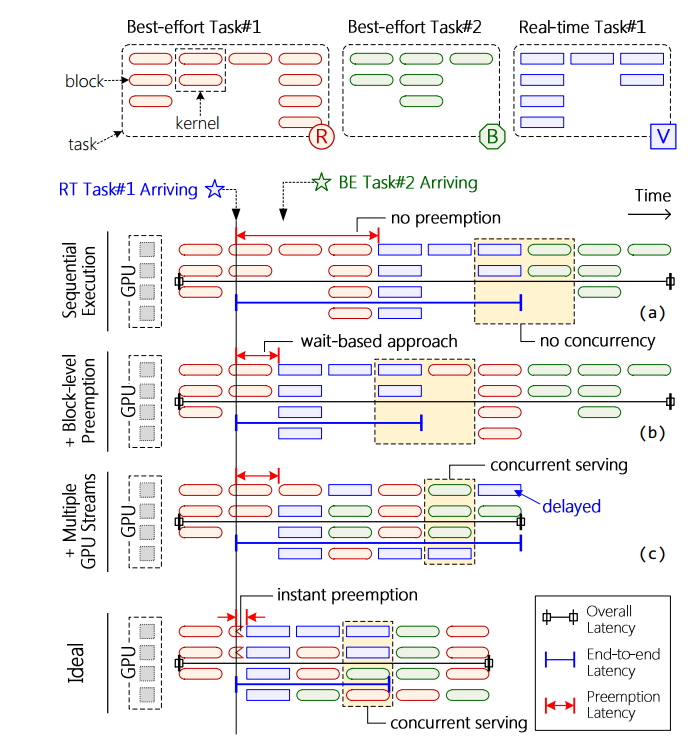 Best-effort Task#1
Best-effort Task#2
Real-time Task#1
block
kernel
task
R
B
V
RT Task#1 Arriving
BE Task#2 Arriving
Time
no preemption
Sequential
Execution
GPU
(a)
no concurrency
wait-based approach
+ Block-level
Preemption
GPU
(b)
concurrent serving
+ Multiple
GPU Streams
GPU
delayed
(c)
instant preemption
Ideal
GPU
concurrent serving
Overall
Latency
End-to-end
Latency
Preemption
Latency